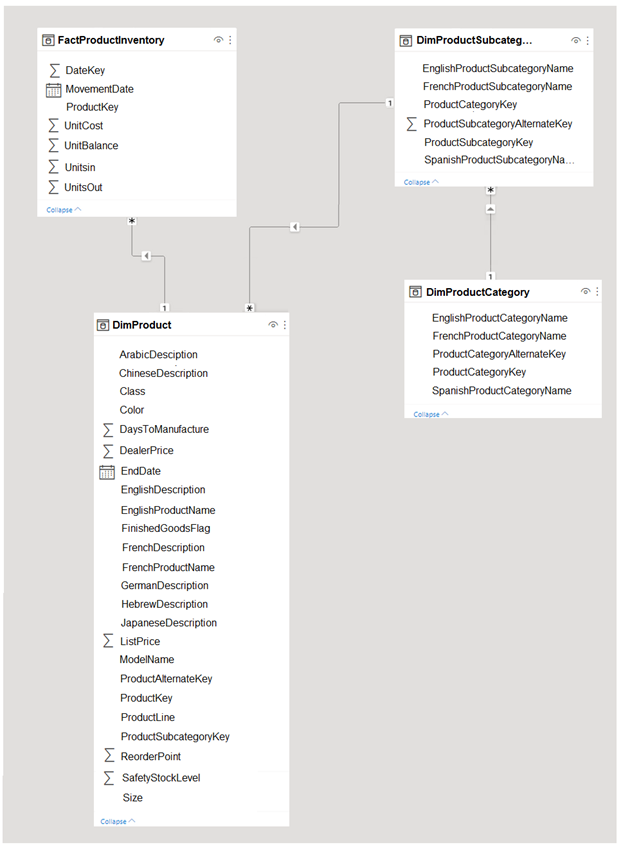 FactProductInventory
DateKey
MovementDate
ProductKey
UnitCost
UnitBalance
Unitsin
UnitsOut
Collapse
DimProductSubcateg...
EnglishProductSubcategoryName
FrenchProductSubcategoryName
ProductCategoryKey
ProductSubcategoryAlternateKey
ProductSubcategoryKey
SpanishProductSubcategoryNa...
Collapse
1
*
*
1
1
*
DimProductCategory
EnglishProductCategoryName
FrenchProductCategoryName
ProductCategoryAlternateKey
ProductCategoryKey
SpanishProductCategoryName
Collapse
DimProduct
ArabicDesciption
ChineseDescription
Class
Color
DaysToManufacture
DealerPrice
EndDate
EnglishDescription
EnglishProductName
FinishedGoodsFlag
FrenchDescription
FrenchProductName
GermanDescription
HebrewDescription
JapaneseDescription
ListPrice
ModelName
ProductAlternateKey
ProductKey
ProductLine
ProductSubcategoryKey
ReorderPoint
SafetyStockLevel
Size
Collapse